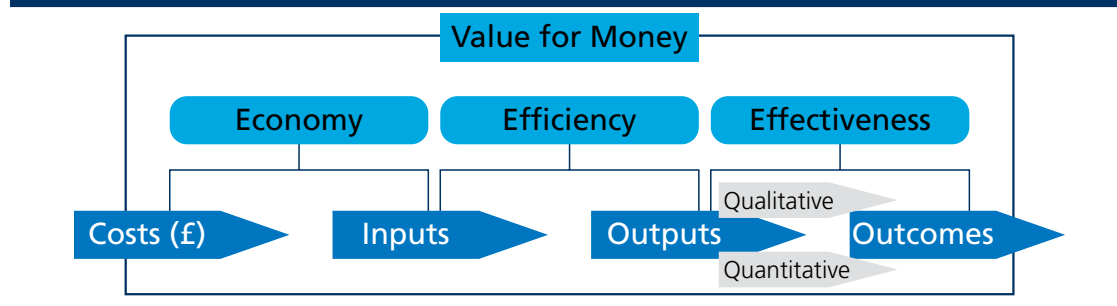 Value for Money
Economy
Efficiency
Effectiveness
Qualitative
Costs (£)
Inputs
Outputs
Outcomes
Quantitative